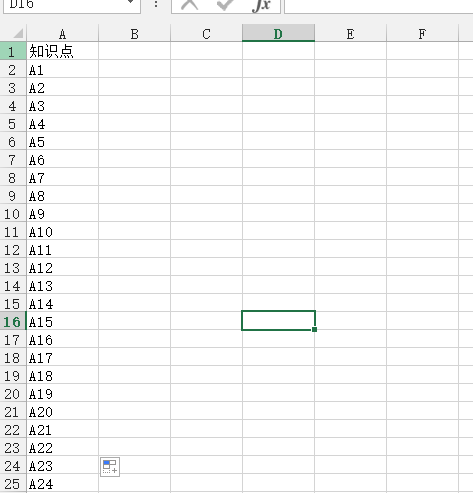 D16 fx
A B C D E F
1 知识点
2 A1
3 A2
4 A3
5 A4
6 A5
7 A6
8 A7
9 A8
10 A9
11 A10
12 A11
13 A12
14 A13
15 A14
16 A15
17 A16
18 A17
19 A18
20 A19
21 A20
22 A21
23 A22
24 A23
25 A24